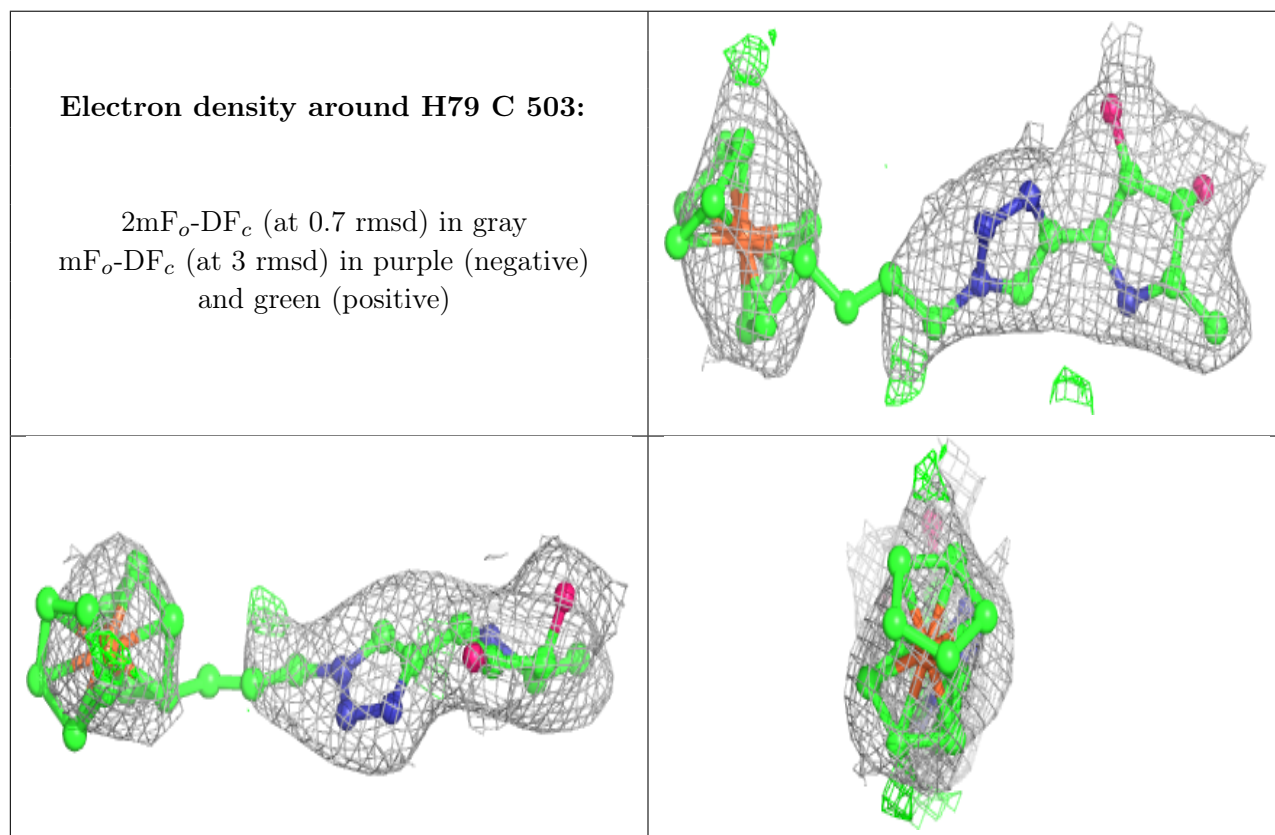 Electron density around H79 C 503:
2mFo-DFc (at 0.7 rmsd) in gray
mFo-DFc (at 3 rmsd) in purple (negative)
and green (positive)